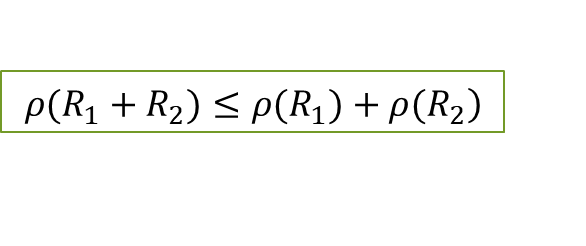 ρ(R₁ + R₂) ≤ ρ(R₁) + ρ(R₂)